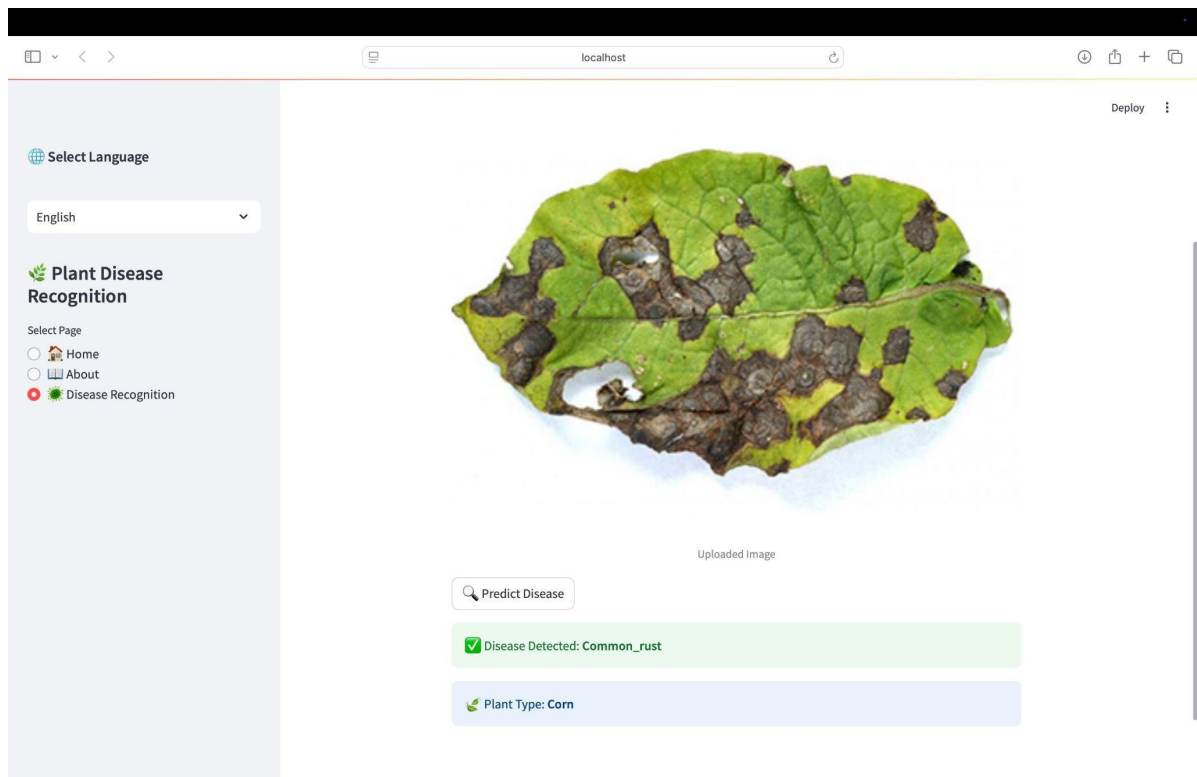 localhost
Deploy
Select Language
English
Plant Disease
Recognition
Select Page
Home
About
Disease Recognition
Uploaded Image
Predict Disease
Disease Detected: Common_rust
Plant Type: Corn